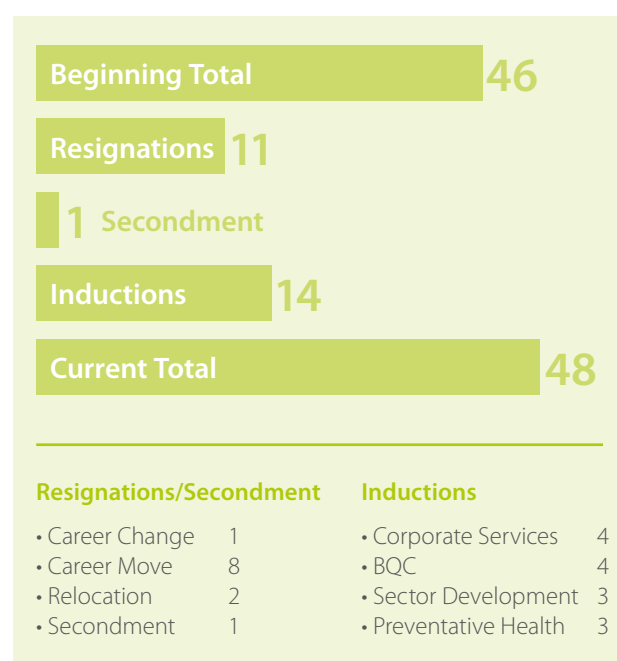 Beginning Total 46
Resignations 11
1 Secondment
Inductions 14
Current Total 48
Resignations/Secondment
• Career Change 1
• Career Move 8
• Relocation 2
• Secondment 1
Inductions
• Corporate Services 4
• BQC 4
• Sector Development 3
• Preventative Health 3